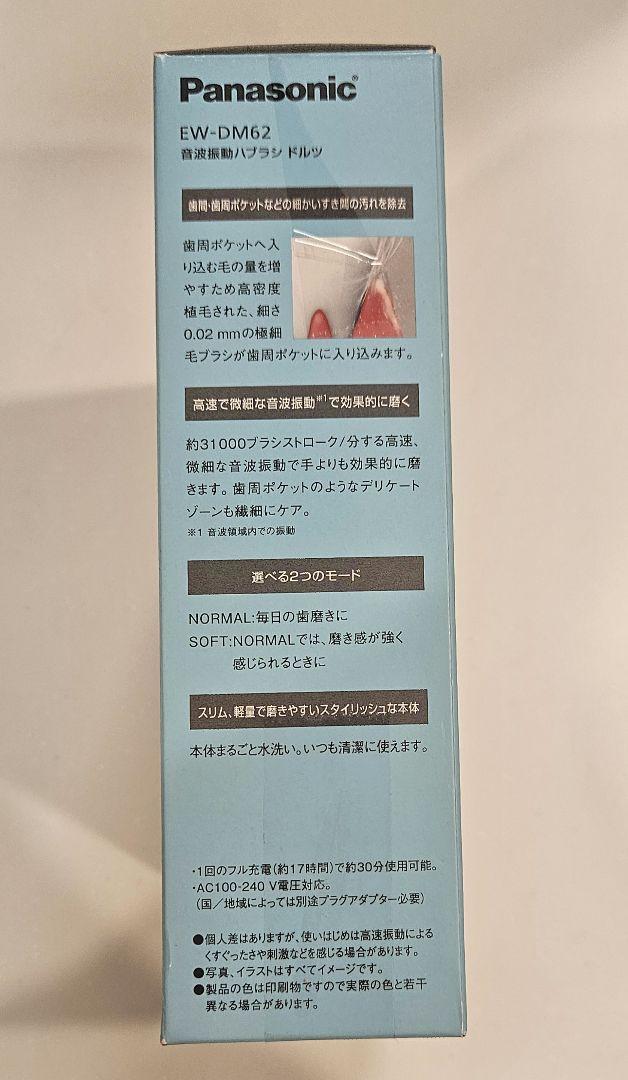 Panasonic®
EW-DM62
音波振動ハブラシ ドルツ
歯間・歯周ポケットなどの細かいすき間の汚れを除去
歯周ポケットへ入
り込む毛の量を増
やすため高密度
植毛された、細さ
0.02 mmの極細
毛ブラシが歯周ポケットに入り込みます。
高速で微細な音波振動※1で効果的に磨く
約31000ブラシストローク/分する高速、
微細な音波振動で手よりも効果的に磨
きます。歯周ポケットのようなデリケート
ゾーンも繊細にケア。
※1 音波領域内での振動
選べる2つのモード
NORMAL:毎日の歯磨きに
SOFT:NORMALでは、磨き感が強く
感じられるときに
スリム、軽量で磨きやすいスタイリッシュな本体
本体まるごと水洗い。いつも清潔に使えます。
・1回のフル充電(約17時間)で約30分使用可能。
・AC100-240 V電圧対応。
(国/地域によっては別途プラグアダプター必要)
●個人差はありますが、使いはじめは高速振動による
くすぐったさや刺激などを感じる場合があります。
●写真、イラストはすべてイメージです。
●製品の色は印刷物ですので実際の色と若干
異なる場合があります。